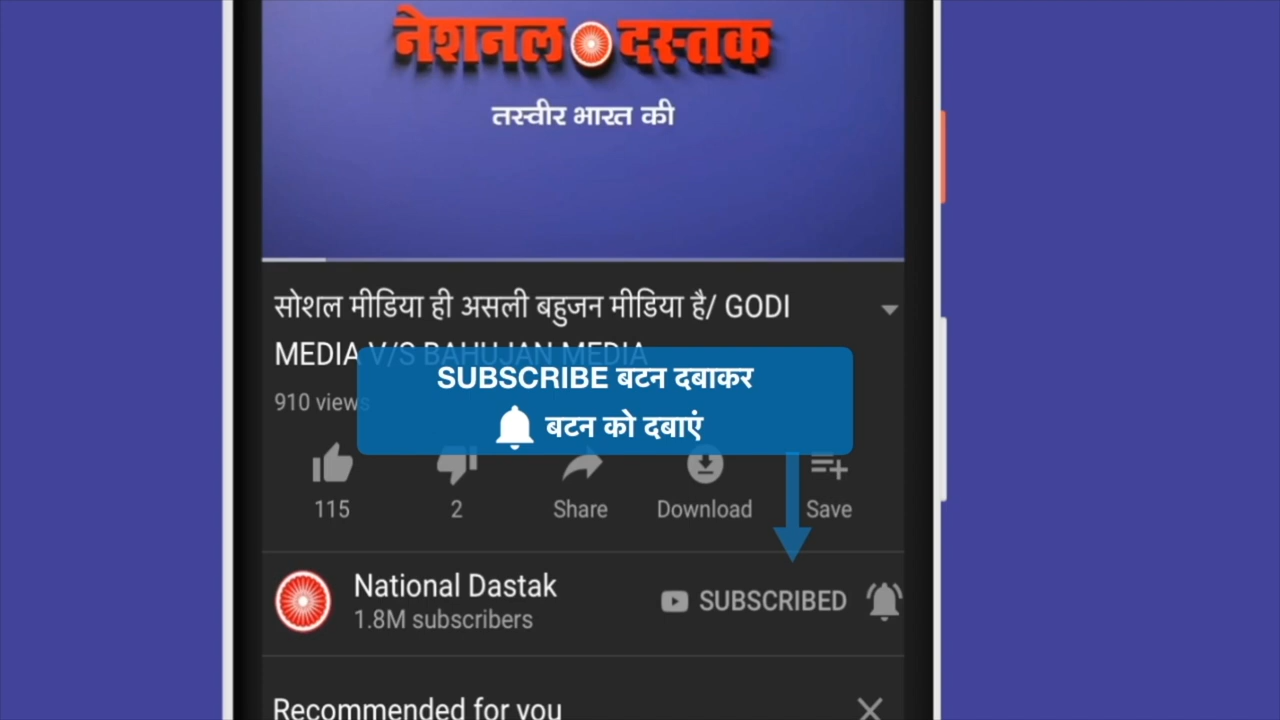 नेशनल दस्तक
तस्वीर भारत की
सोशल मीडिया ही असली बहुजन मीडिया है/ GODI
MEDIA V/S BAHUJAN MEDIA
910 views
SUBSCRIBE बटन दबाकर
बटन को दबाएं
115
2
Share
Download
Save
National Dastak
1.8M subscribers
SUBSCRIBED
Recommended for you